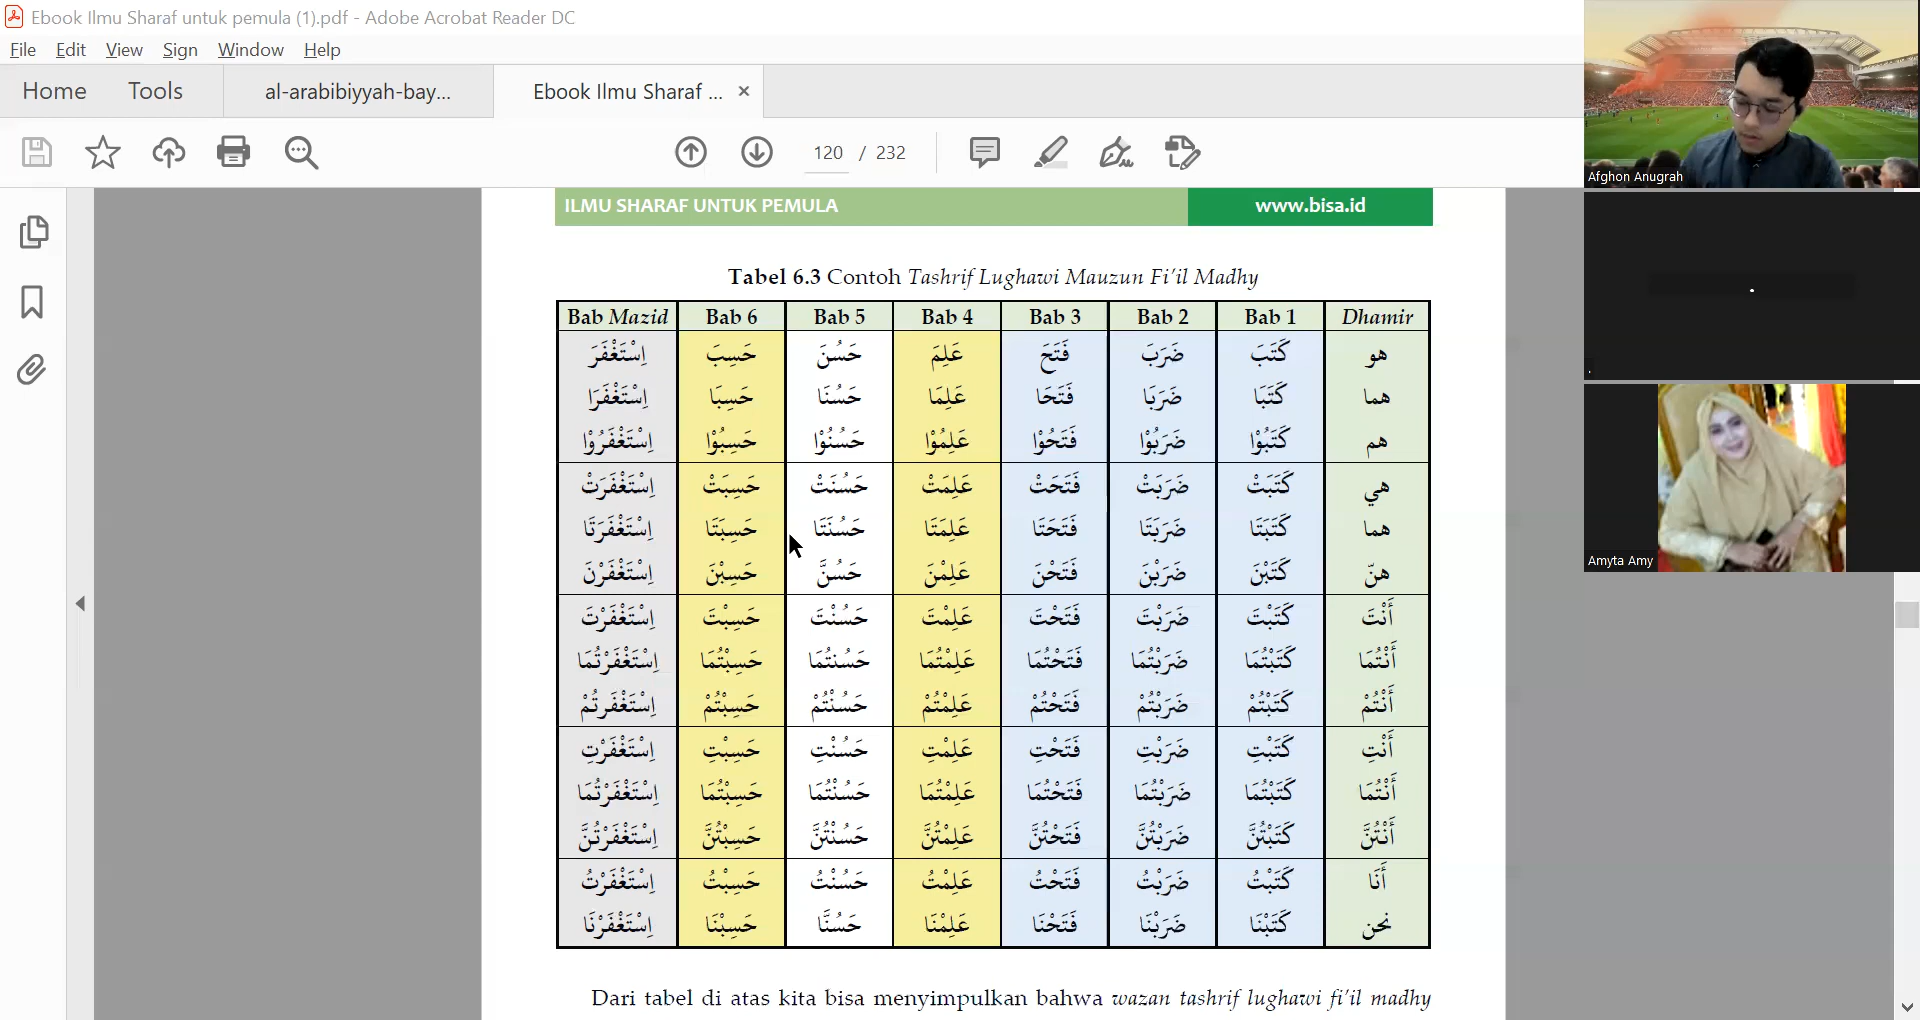 Ebook Ilmu Sharaf untuk pemula (1).pdf - Adobe Acrobat Reader DC
File Edit View Sign Window Help
Home Tools al-arabibiyyah-bay... Ebook Ilmu Sharaf ... ×
120 / 232
ILMU SHARAF UNTUK PEMULA www.bisa.id
Tabel 6.3 Contoh Tashrif Lughawi Mauzun Fi'il Madhy
Bab Mazid Bab 6 Bab 5 Bab 4 Bab 3 Bab 2 Bab 1 Dhamir
هو كَتَبَ ضَرَبَ فَتَحَ عَلِمَ حَسُنَ حَسِبَ اِسْتَغْفَرَ
هما كَتَبَا ضَرَبَا فَتَحَا عَلِمَا حَسُنَا حَسِبَا اِسْتَغْفَرَا
هم كَتَبُوْا ضَرَبُوْا فَتَحُوْا عَلِمُوْا حَسُنُوْا حَسِبُوْا اِسْتَغْفَرُوْا
هي كَتَبَتْ ضَرَبَتْ فَتَحَتْ عَلِمَتْ حَسُنَتْ حَسِبَتْ اِسْتَغْفَرَتْ
هما كَتَبَتَا ضَرَبَتَا فَتَحَتَا عَلِمَتَا حَسُنَتَا حَسِبَتَا اِسْتَغْفَرَتَا
هنّ كَتَبْنَ ضَرَبْنَ فَتَحْنَ عَلِمْنَ حَسُنَّ حَسِبْنَ اِسْتَغْفَرْنَ
أَنْتَ كَتَبْتَ ضَرَبْتَ فَتَحْتَ عَلِمْتَ حَسُنْتَ حَسِبْتَ اِسْتَغْفَرْتَ
أَنْتُمَا كَتَبْتُمَا ضَرَبْتُمَا فَتَحْتُمَا عَلِمْتُمَا حَسُنتُمَا حَسِبْتُمَا اِسْتَغْفَرْتُمَا
أَنْتُمْ كَتَبْتُمْ ضَرَبْتُمْ فَتَحْتُمْ عَلِمْتُمْ حَسُنْتُمْ حَسِبْتُمْ اِسْتَغْفَرتُمْ
أَنْتِ كَتَبْتِ ضَرَبْتِ فَتَحْتِ عَلِمْتِ حَسُنْتِ حَسِبْتِ اِسْتَغْفَرْتِ
أَنْتُمَا كَتَبْتُمَا ضَرَبْتُمَا فَتَحْتُمَا عَلِمْتُمَا حَسُنْتُمَا حَسِبْتُمَا اِسْتَغْفَرْتُمَا
أَنْتُنَّ كَتَبْتُنَّ ضَرَبْتُنَّ فَتَحْتُنَّ عَلِمْتُنَّ حَسُنْتُنَّ حَسِبْتُنَّ اِسْتَغْفَرْتُنَّ
أَنَا كَتَبْتُ ضَرَبْتُ فَتَحْتُ عَلِمْتُ حَسُنْتُ حَسِبْتُ اِسْتَغْفَرْتُ
نحن كَتَبْنَا ضَرَبْنَا فَتَحْنَا عَلِمْنَا حَسُنَّا حَسِبْنَا اِسْتَغْفَرْنَا
Dari tabel di atas kita bisa menyimpulkan bahwa wazan tashrif lughawi fi'il madhy
Afghon Anugrah
.
.
Amyta Amy